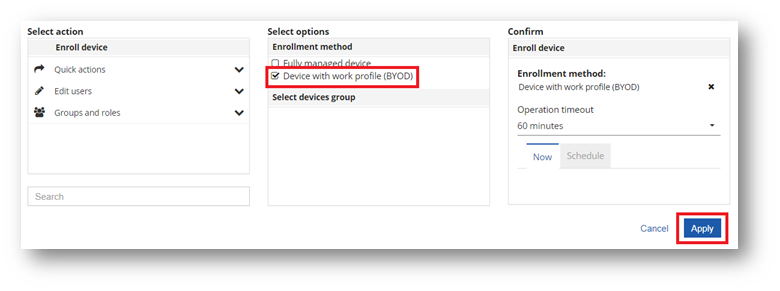 Select action
Enroll device
Quick actions
Edit users
Groups and roles
Search
Select options
Enrollment method
Fully managed device
Device with work profile (BYOD)
Select devices group
Confirm
Enroll device
Enrollment method:
Device with work profile (BYOD)
Operation timeout
60 minutes
Now Schedule
Cancel Apply